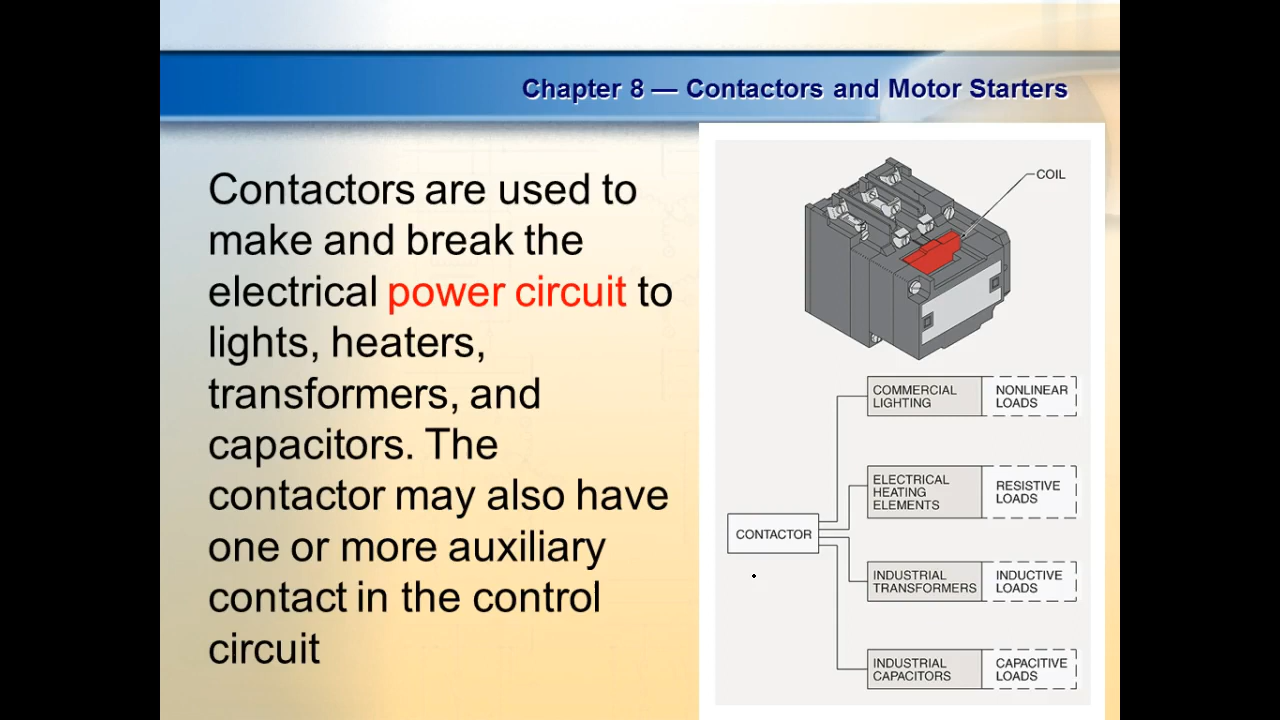 Chapter 8 — Contactors and Motor Starters
Contactors are used to
make and break the
electrical power circuit to
lights, heaters,
transformers, and
capacitors. The
contactor may also have
one or more auxiliary
contact in the control
circuit
COIL
COMMERCIAL
LIGHTING
NONLINEAR
LOADS
ELECTRICAL
HEATING
ELEMENTS
RESISTIVE
LOADS
CONTACTOR
INDUSTRIAL
TRANSFORMERS
INDUCTIVE
LOADS
INDUSTRIAL
CAPACITORS
CAPACITIVE
LOADS